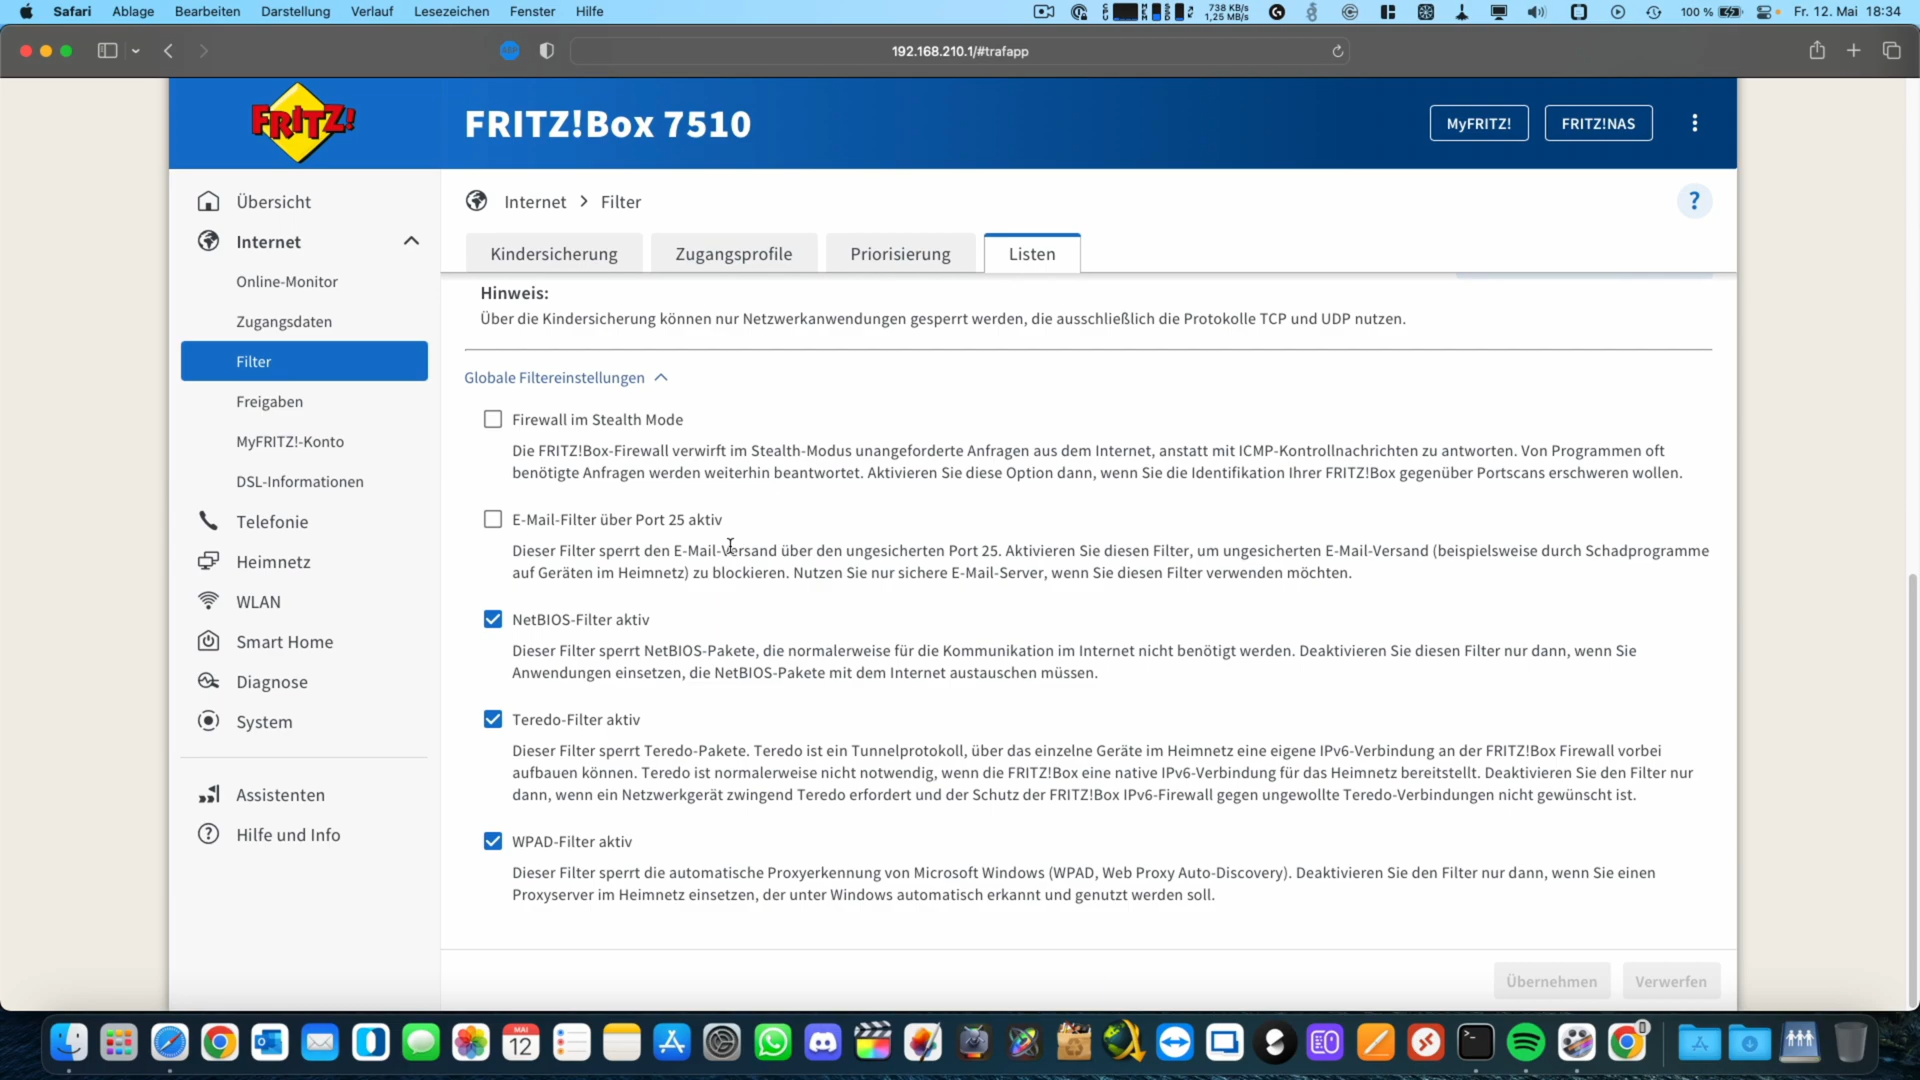 Safari Ablage Bearbeiten Darstellung Verlauf Lesezeichen Fenster Hilfe
738 KB/s
1,25 MB/s
100 %
Fr. 12. Mai 18:34
192.168.210.1/#trafapp
FRITZ!
FRITZ!Box 7510
MyFRITZ!
FRITZ!NAS
Übersicht
Internet
Online-Monitor
Zugangsdaten
Filter
Freigaben
MyFRITZ!-Konto
DSL-Informationen
Telefonie
Heimnetz
WLAN
Smart Home
Diagnose
System
Assistenten
Hilfe und Info
Internet > Filter
?
Kindersicherung
Zugangsprofile
Priorisierung
Listen
Hinweis:
Über die Kindersicherung können nur Netzwerkanwendungen gesperrt werden, die ausschließlich die Protokolle TCP und UDP nutzen.
Globale Filtereinstellungen
Firewall im Stealth Mode
Die FRITZ!Box-Firewall verwirft im Stealth-Modus unangeforderte Anfragen aus dem Internet, anstatt mit ICMP-Kontrollnachrichten zu antworten. Von Programmen oft
benötigte Anfragen werden weiterhin beantwortet. Aktivieren Sie diese Option dann, wenn Sie die Identifikation Ihrer FRITZ!Box gegenüber Portscans erschweren wollen.
E-Mail-Filter über Port 25 aktiv
Dieser Filter sperrt den E-Mail-Versand über den ungesicherten Port 25. Aktivieren Sie diesen Filter, um ungesicherten E-Mail-Versand (beispielsweise durch Schadprogramme
auf Geräten im Heimnetz) zu blockieren. Nutzen Sie nur sichere E-Mail-Server, wenn Sie diesen Filter verwenden möchten.
NetBIOS-Filter aktiv
Dieser Filter sperrt NetBIOS-Pakete, die normalerweise für die Kommunikation im Internet nicht benötigt werden. Deaktivieren Sie diesen Filter nur dann, wenn Sie
Anwendungen einsetzen, die NetBIOS-Pakete mit dem Internet austauschen müssen.
Teredo-Filter aktiv
Dieser Filter sperrt Teredo-Pakete. Teredo ist ein Tunnelprotokoll, über das einzelne Geräte im Heimnetz eine eigene IPv6-Verbindung an der FRITZ!Box Firewall vorbei
aufbauen können. Teredo ist normalerweise nicht notwendig, wenn die FRITZ!Box eine native IPv6-Verbindung für das Heimnetz bereitstellt. Deaktivieren Sie den Filter nur
dann, wenn ein Netzwerkgerät zwingend Teredo erfordert und der Schutz der FRITZ!Box IPv6-Firewall gegen ungewollte Teredo-Verbindungen nicht gewünscht ist.
WPAD-Filter aktiv
Dieser Filter sperrt die automatische Proxyerkennung von Microsoft Windows (WPAD, Web Proxy Auto-Discovery). Deaktivieren Sie den Filter nur dann, wenn Sie einen
Proxyserver im Heimnetz einsetzen, der unter Windows automatisch erkannt und genutzt werden soll.
Übernehmen
Verwerfen
MAI
12